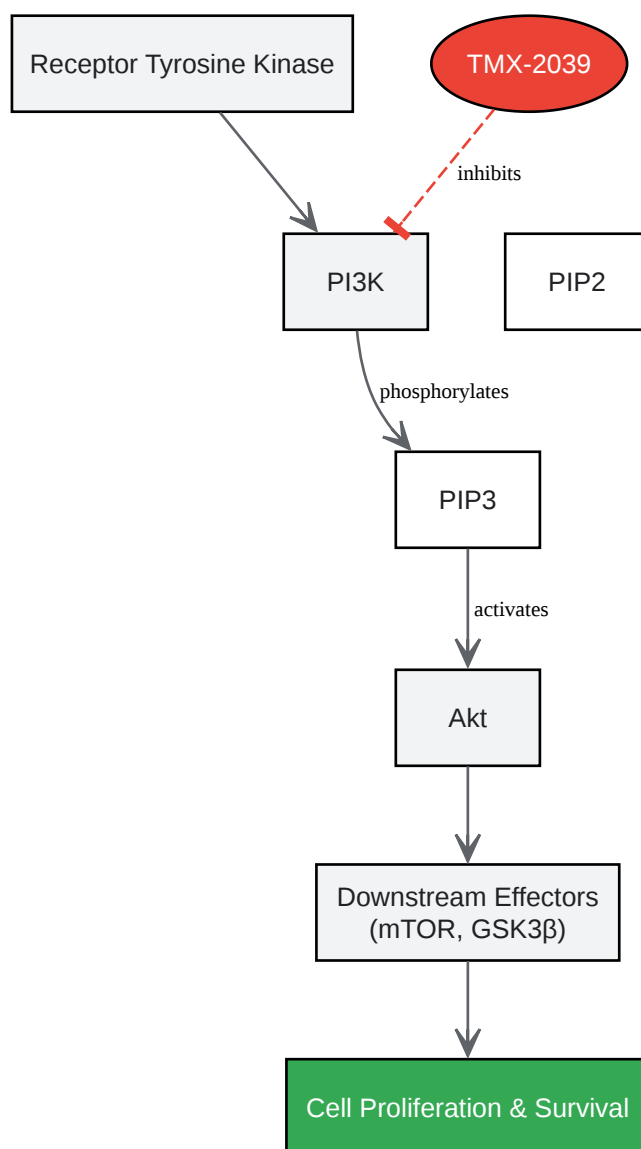 Receptor Tyrosine Kinase
TMX-2039
inhibits
PI3K
PIP2
phosphorylates
PIP3
activates
Akt
Downstream Effectors
(mTOR, GSK3β)
Cell Proliferation & Survival